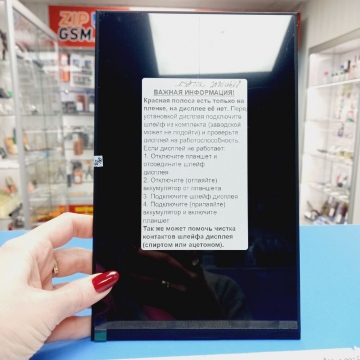 ZIP
GSM
ВАЖНАЯ ИНФОРМАЦИЯ!
Красная полоса есть только на
пленке, на дисплее её нет. Перед
установкой дисплея подключите
шлейф из комплекта (заводской
может не подойти) и проверьте
дисплей на работоспособность.
Если дисплей не работает:
1. Отключите планшет и
отсоедините шлейф
дисплея
2. Отключите (отпаяйте)
аккумулятор от планшета
3. Подключите шлейф дисплея
4. Подключите (припаяйте)
аккумулятор и включите
планшет
Так же может помочь чистка
контактов шлейфа дисплея
(спиртом или ацетоном).